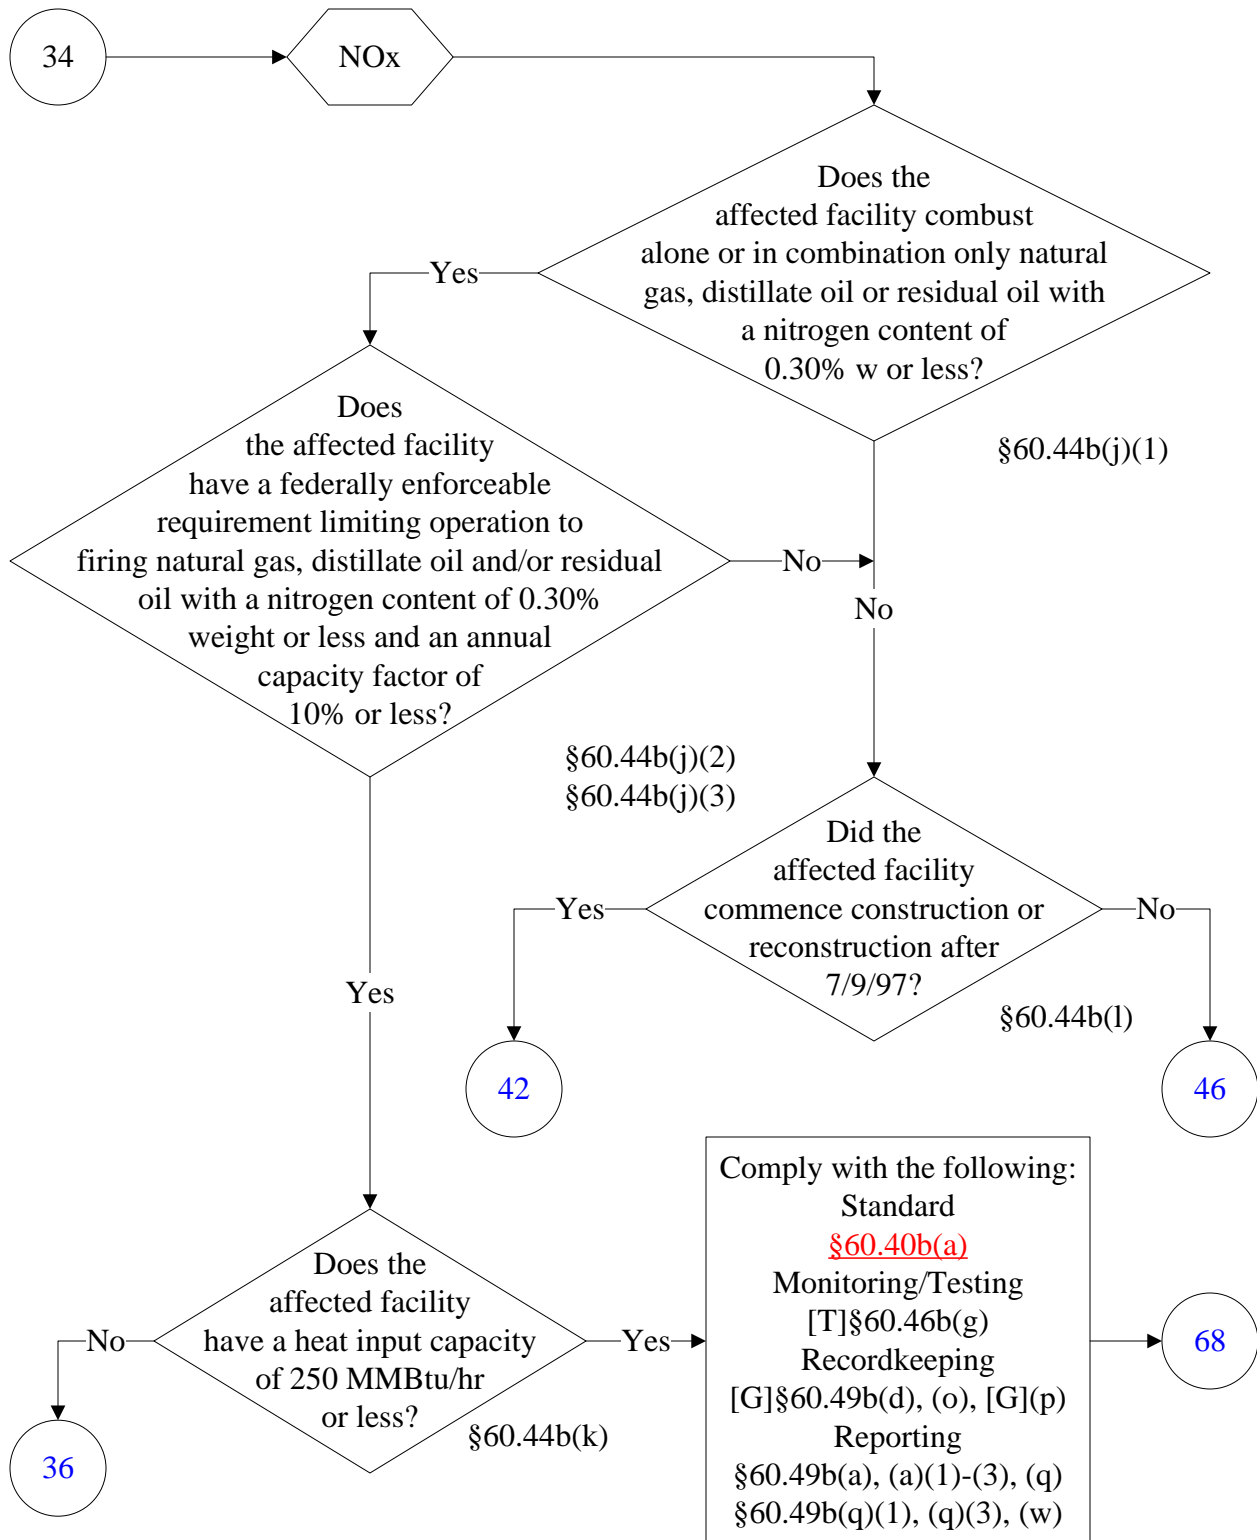 34
NOx
Does the
affected facility combust
alone or in combination only natural
gas, distillate oil or residual oil with
a nitrogen content of
0.30% w or less?
Yes
§60.44b(j)(1)
Does
the affected facility
have a federally enforceable
requirement limiting operation to
firing natural gas, distillate oil and/or residual
oil with a nitrogen content of 0.30%
weight or less and an annual
capacity factor of
10% or less?
No
No
§60.44b(j)(2)
§60.44b(j)(3)
Did the
affected facility
commence construction or
reconstruction after
7/9/97?
Yes
No
§60.44b(l)
Yes
42
46
Does the
affected facility
have a heat input capacity
of 250 MMBtu/hr
or less?
No
Yes
§60.44b(k)
36
Comply with the following:
Standard
§60.40b(a)
Monitoring/Testing
[T]§60.46b(g)
Recordkeeping
[G]§60.49b(d), (o), [G](p)
Reporting
§60.49b(a), (a)(1)-(3), (q)
§60.49b(q)(1), (q)(3), (w)
68